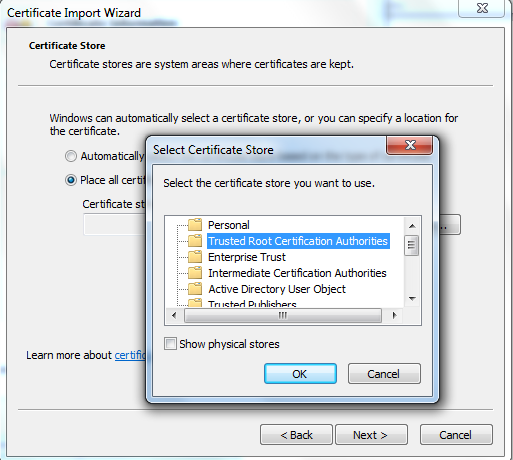 Certificate Import Wizard
Certificate Store
Certificate stores are system areas where certificates are kept.
Windows can automatically select a certificate store, or you can specify a location for
the certificate.
Automatically
Place all certif
Certificate sto
Select Certificate Store
Select the certificate store you want to use.
Personal
Trusted Root Certification Authorities
Enterprise Trust
Intermediate Certification Authorities
Active Directory User Object
Trusted Publishers
Show physical stores
OK
Cancel
Learn more about certific
< Back
Next >
Cancel